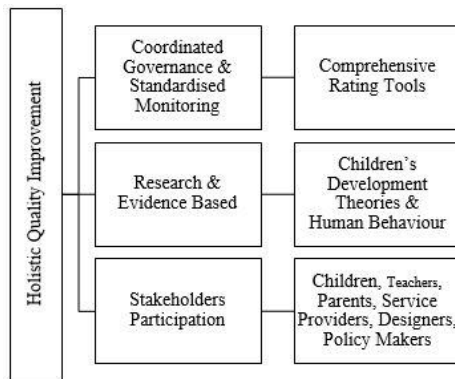 Holistic Quality Improvement
Coordinated
Governance &
Standardised
Monitoring
Comprehensive
Rating Tools
Research &
Evidence Based
Children's
Development
Theories &
Human Behaviour
Stakeholders
Participation
Children, Teachers,
Parents, Service
Providers, Designers,
Policy Makers